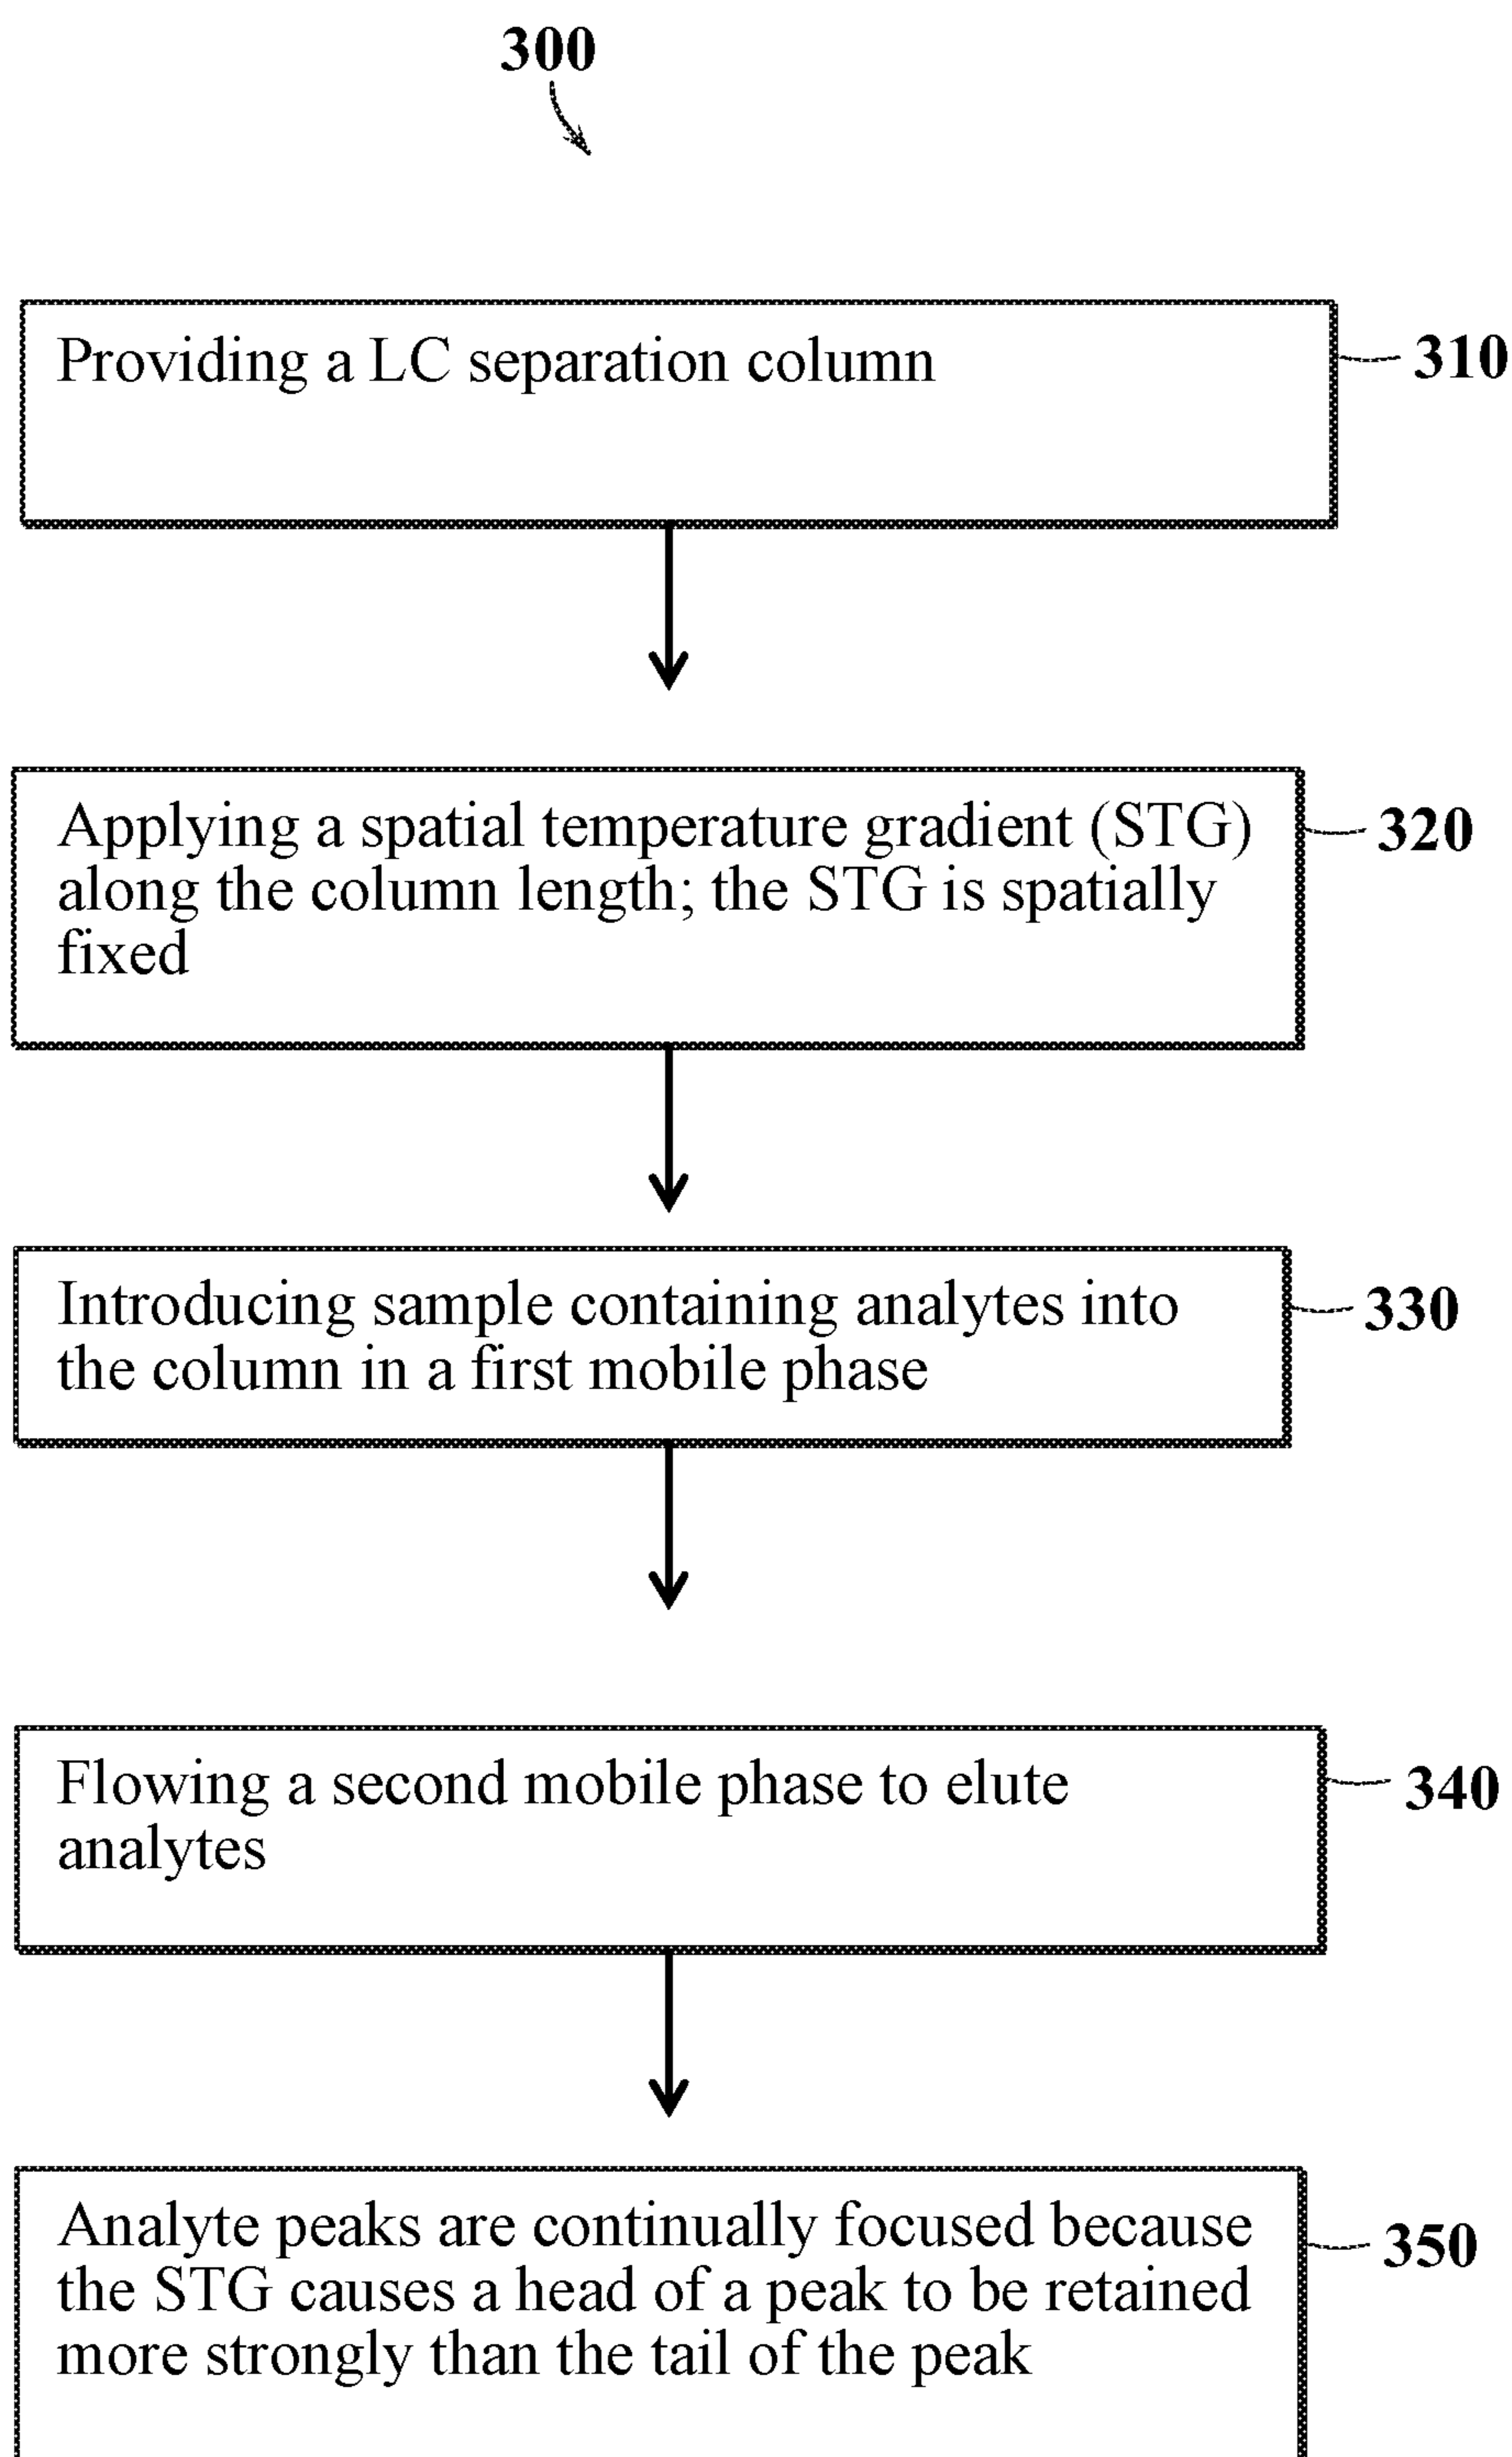 300
Providing a LC separation column
310
Applying a spatial temperature gradient (STG)
along the column length; the STG is spatially
fixed
320
Introducing sample containing analytes into
the column in a first mobile phase
330
Flowing a second mobile phase to elute
analytes
340
Analyte peaks are continually focused because
the STG causes a head of a peak to be retained
more strongly than the tail of the peak
350